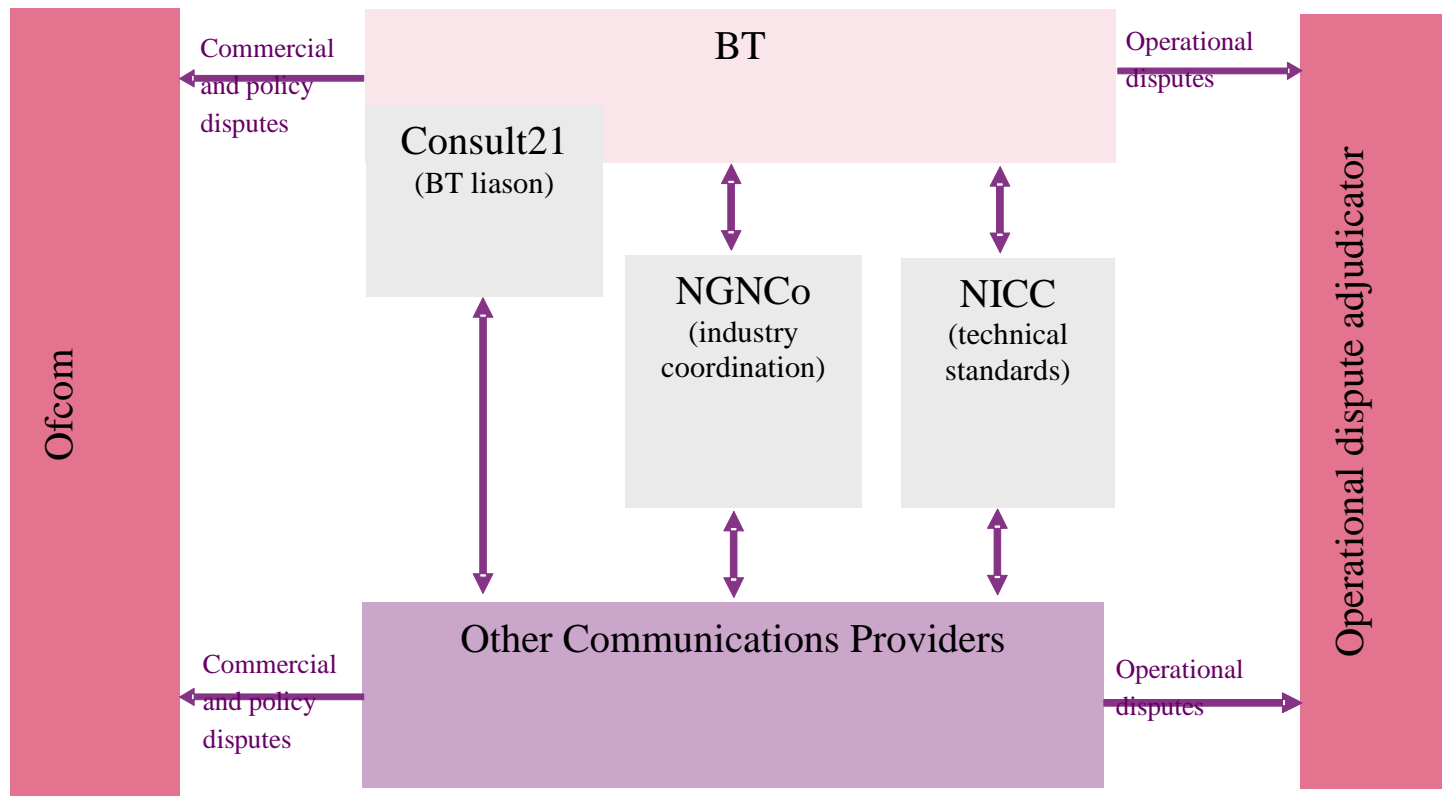 BT
Commercial
and policy
disputes
Operational
disputes
Consult21
(BT liason)
NGNCo
(industry
coordination)
NICC
(technical
standards)
Ofcom
Operational dispute adjudicator
Other Communications Providers
Commercial
and policy
disputes
Operational
disputes